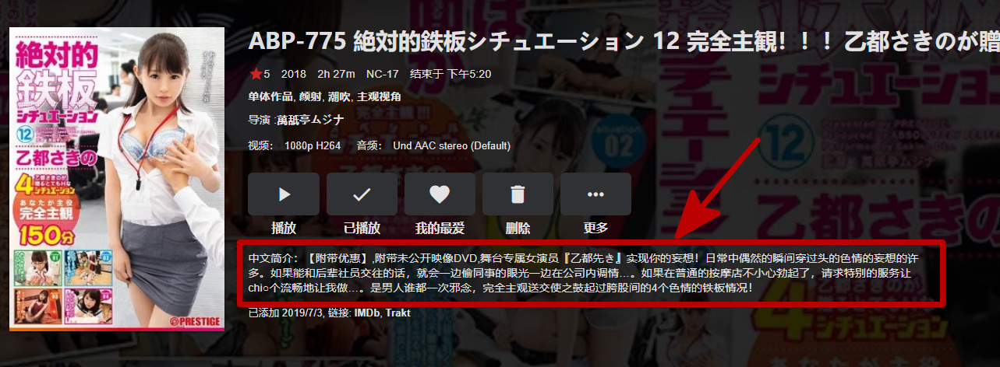 ABP-775 絶対的鉄板シチュエーション 12 完全主観！！！乙都さきのが贈
5 2018 2h 27m NC-17 结束于 下午5:20
单体作品, 颜射, 潮吹, 主观视角
导演 :萬舐亭ムジナ
视频： 1080p H264 音频： Und AAC stereo (Default)
播放 已播放 我的最爱 删除 更多
中文简介：【附带优惠】,附带未公开映像DVD,舞台专属女演员『乙都先き』实现你的妄想！日常中偶然的瞬间穿过头的色情的妄想的许
多。如果能和后辈社员交往的话，就会一边偷同事的眼光一边在公司内调情…。如果在普通的按摩店不小心勃起了，请求特别的服务让
chi○个流畅地让我做…。是男人谁都一次邪念，完全主观送交使之鼓起过胯股间的4个色情的铁板情况！
已添加 2019/7/3, 链接: IMDb, Trakt
絶対的
鉄板
シチュエーション
12
乙都さきの
4
乙都さきのが、
贈るとてもHな
シチュエーション
あなたが主役
完全主観
150分
@PRESTIGE